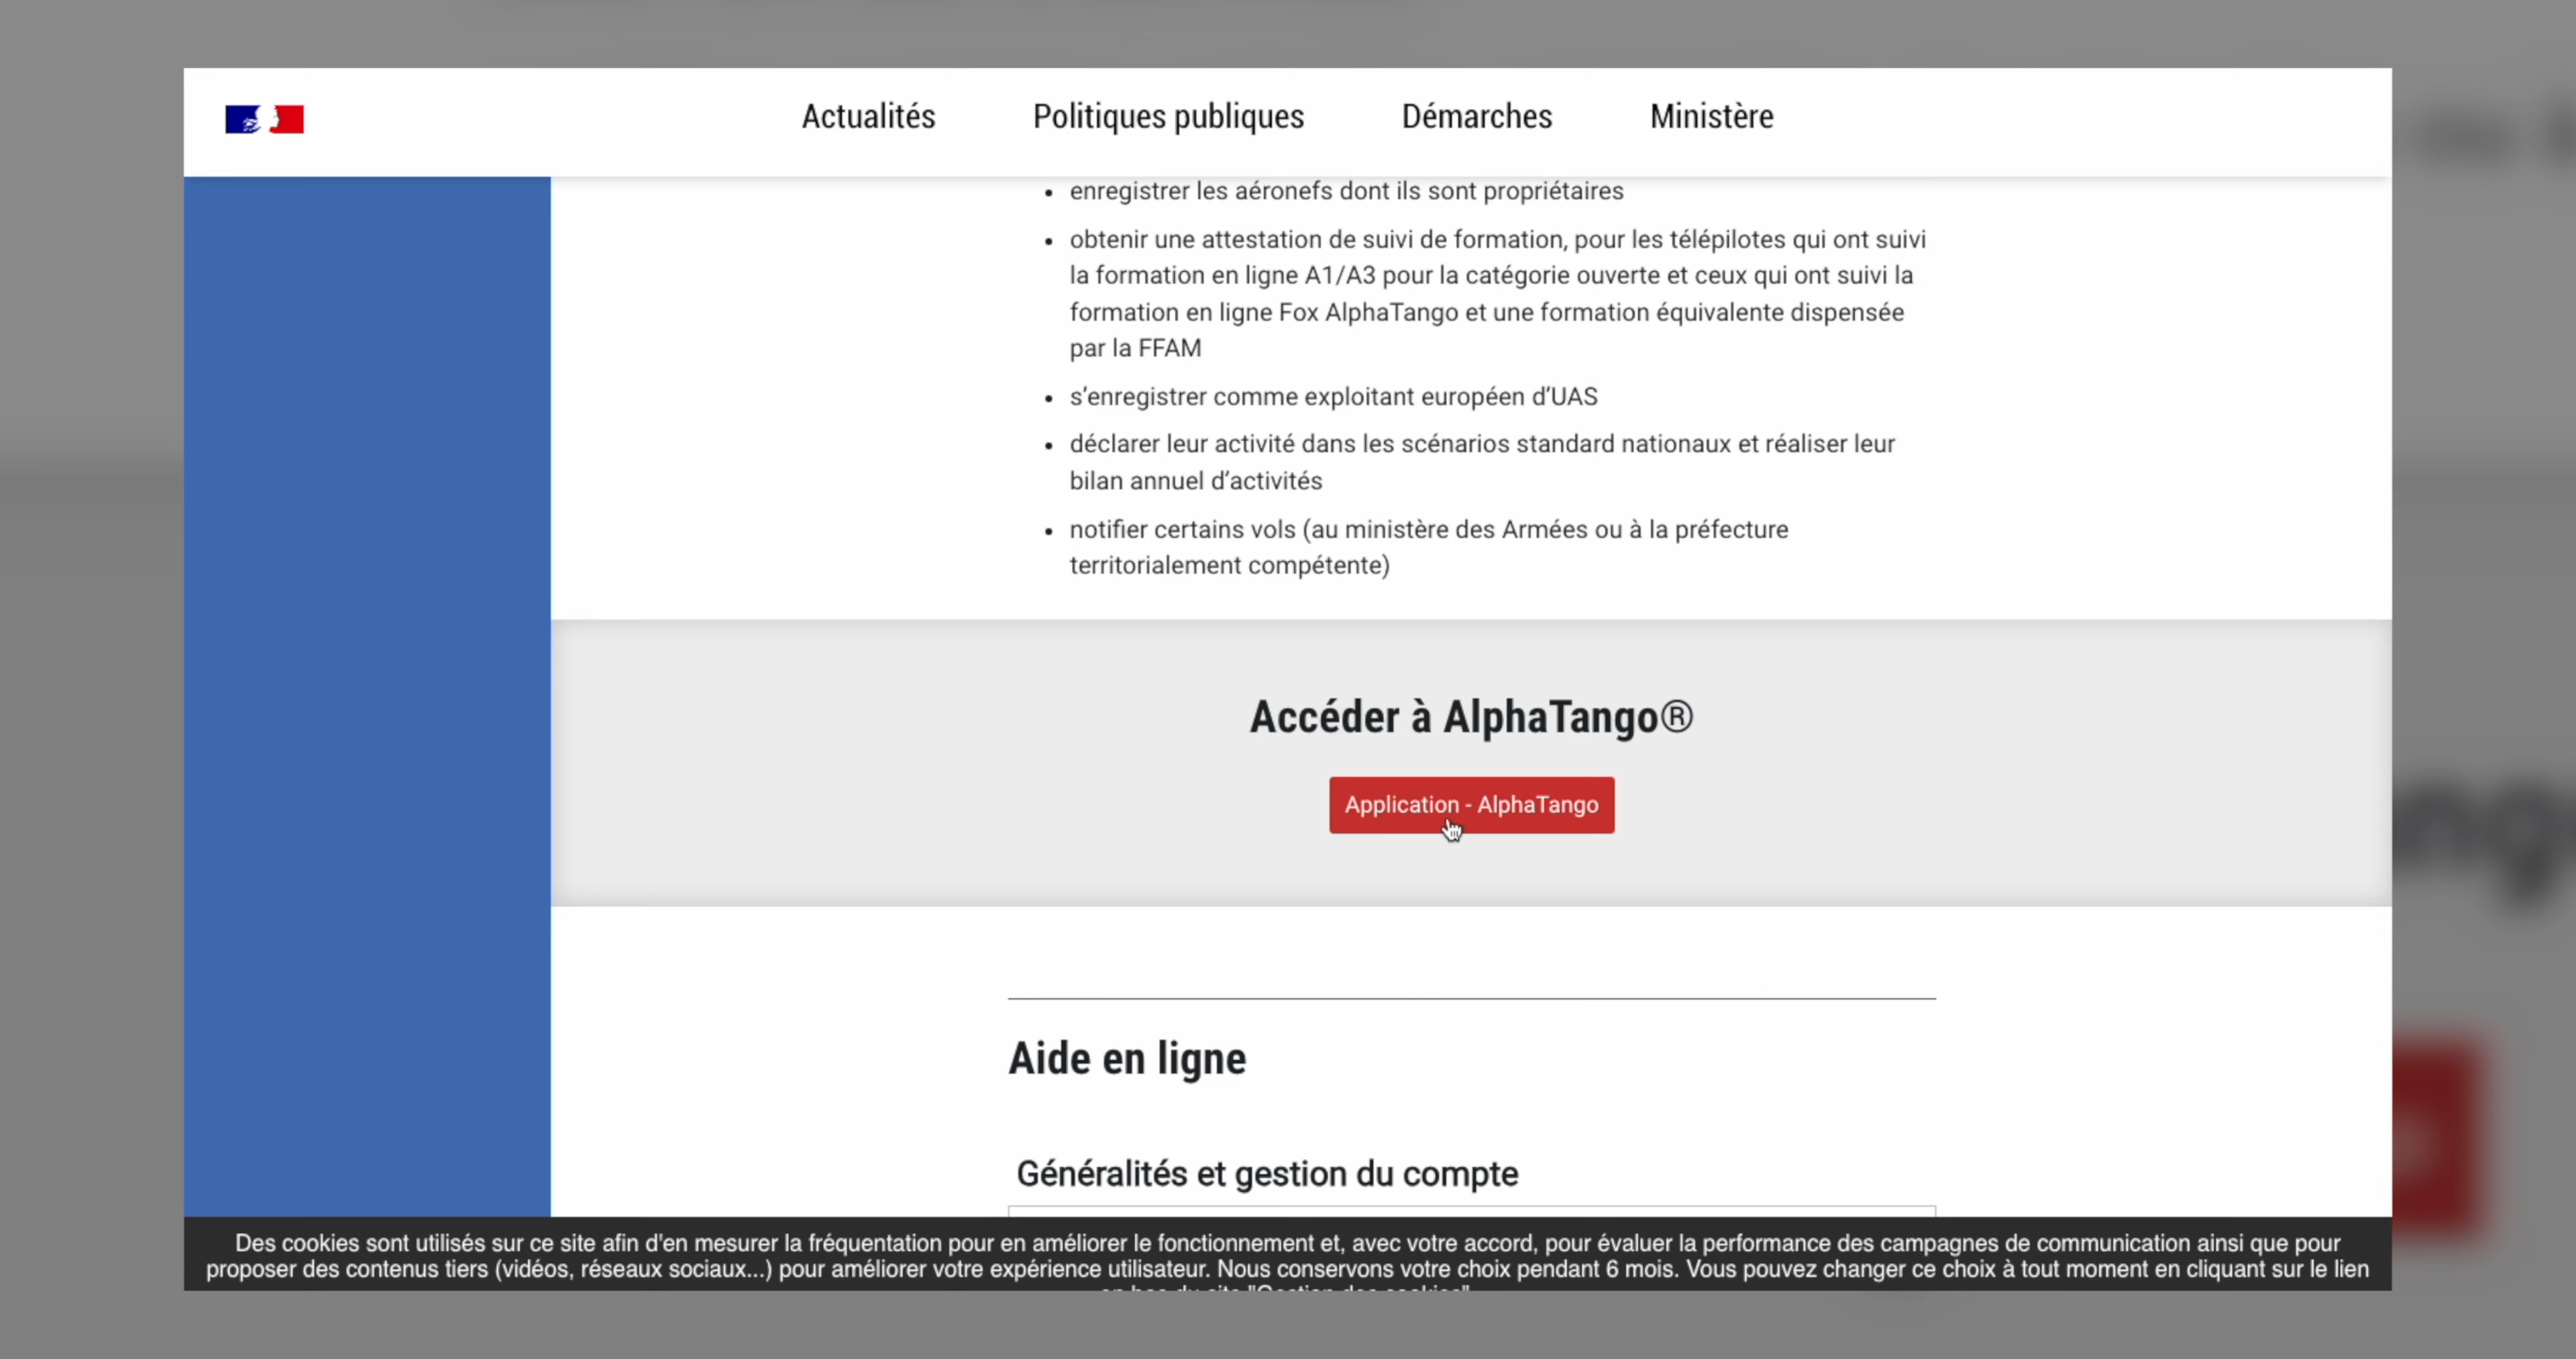 Actualités
Politiques publiques
Démarches
Ministère
• enregistrer les aéronefs dont ils sont propriétaires
• obtenir une attestation de suivi de formation, pour les télépilotes qui ont suivi
la formation en ligne A1/A3 pour la catégorie ouverte et ceux qui ont suivi la
formation en ligne Fox AlphaTango et une formation équivalente dispensée
par la FFAM
• s’enregistrer comme exploitant européen d’UAS
• déclarer leur activité dans les scénarios standard nationaux et réaliser leur
bilan annuel d’activités
• notifier certains vols (au ministère des Armées ou à la préfecture
territorialement compétente)
Accéder à AlphaTango®
Application - AlphaTango
Aide en ligne
Généralités et gestion du compte
Des cookies sont utilisés sur ce site afin d'en mesurer la fréquentation pour en améliorer le fonctionnement et, avec votre accord, pour évaluer la performance des campagnes de communication ainsi que pour
proposer des contenus tiers (vidéos, réseaux sociaux...) pour améliorer votre expérience utilisateur. Nous conservons votre choix pendant 6 mois. Vous pouvez changer ce choix à tout moment en cliquant sur le lien
en bas du site "Gestion des cookies"